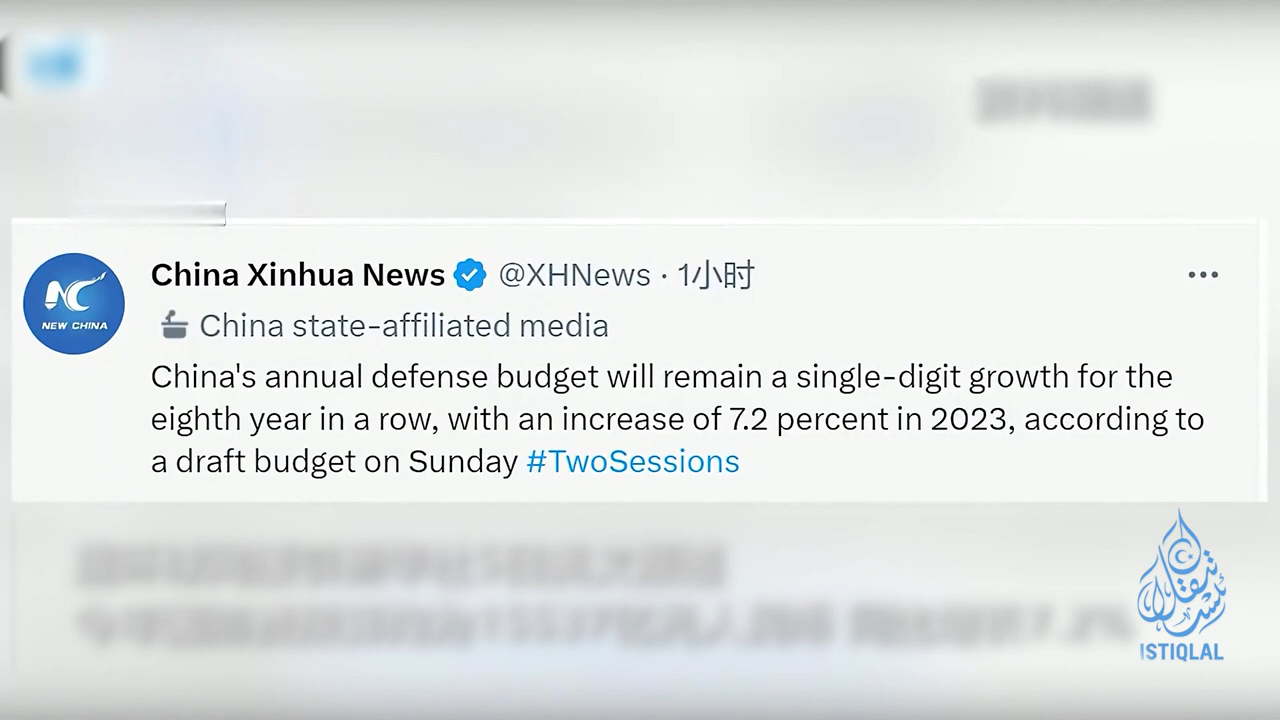 China Xinhua News @XHNews · 1小时
China state-affiliated media
NEW CHINA
China's annual defense budget will remain a single-digit growth for the
eighth year in a row, with an increase of 7.2 percent in 2023, according to
a draft budget on Sunday #TwoSessions
ISTIQLAL